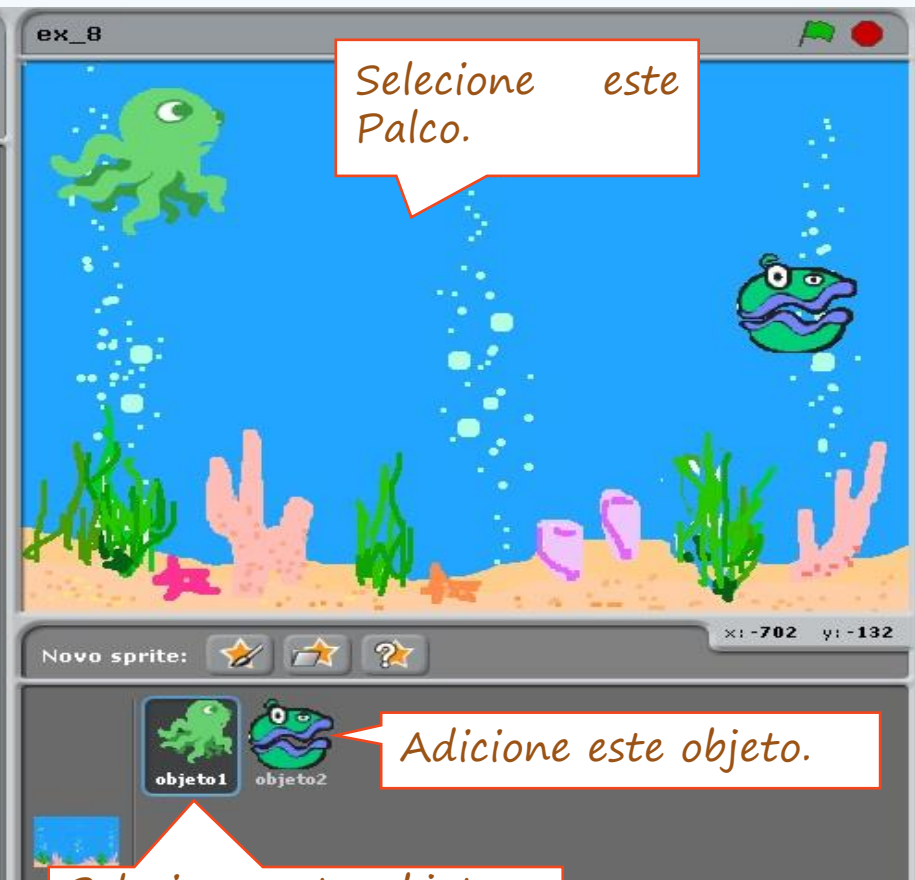 ex_8
Selecione este
Palco.
x: -702 y: -132
Novo sprite:
Adicione este objeto.
objeto1 objeto2